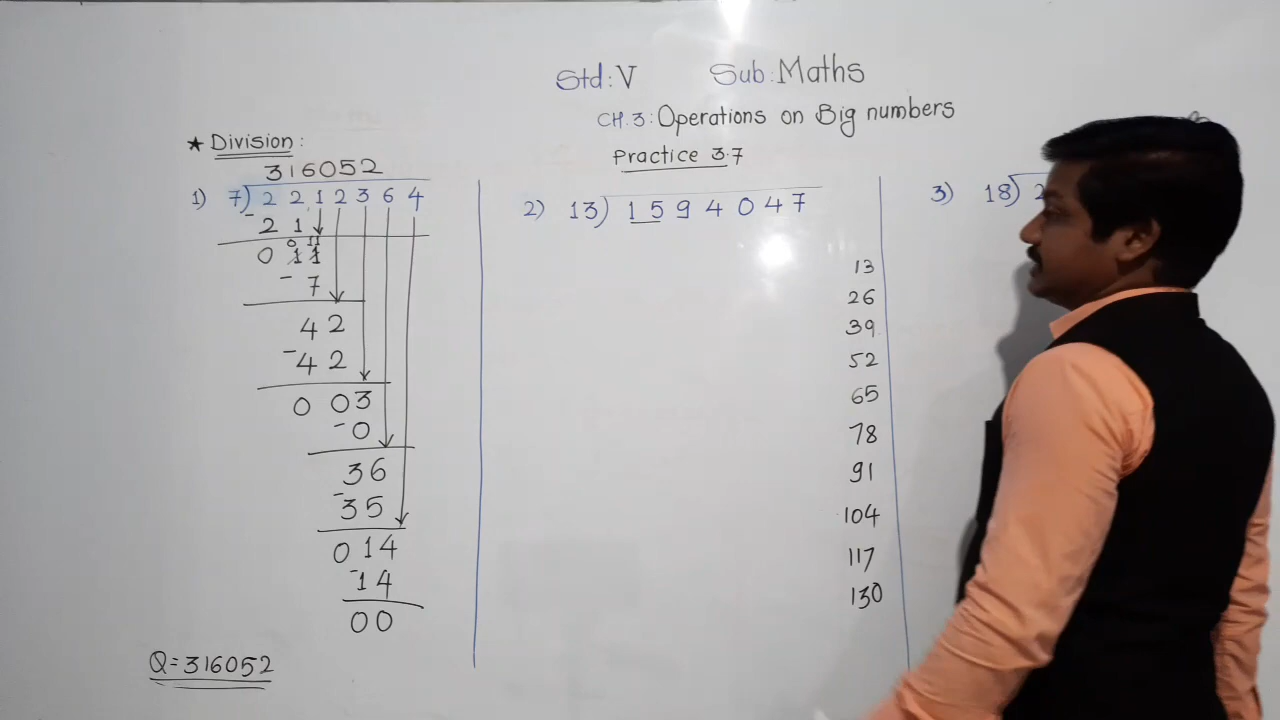 Std: V Sub: Maths
CH.3: Operations on Big numbers
Practice 3.7
★ Division:
316052
1) 7) 2 2 1 2 3 6 4
- 2 1
0 11
0 1 1
- 7
4 2
- 4 2
0 0 3
- 0
3 6
- 3 5
0 1 4
- 1 4
0 0
Q = 316052
2) 13) 1 5 9 4 0 4 7
13
26
39
52
65
78
91
104
117
130
3) 18) 2